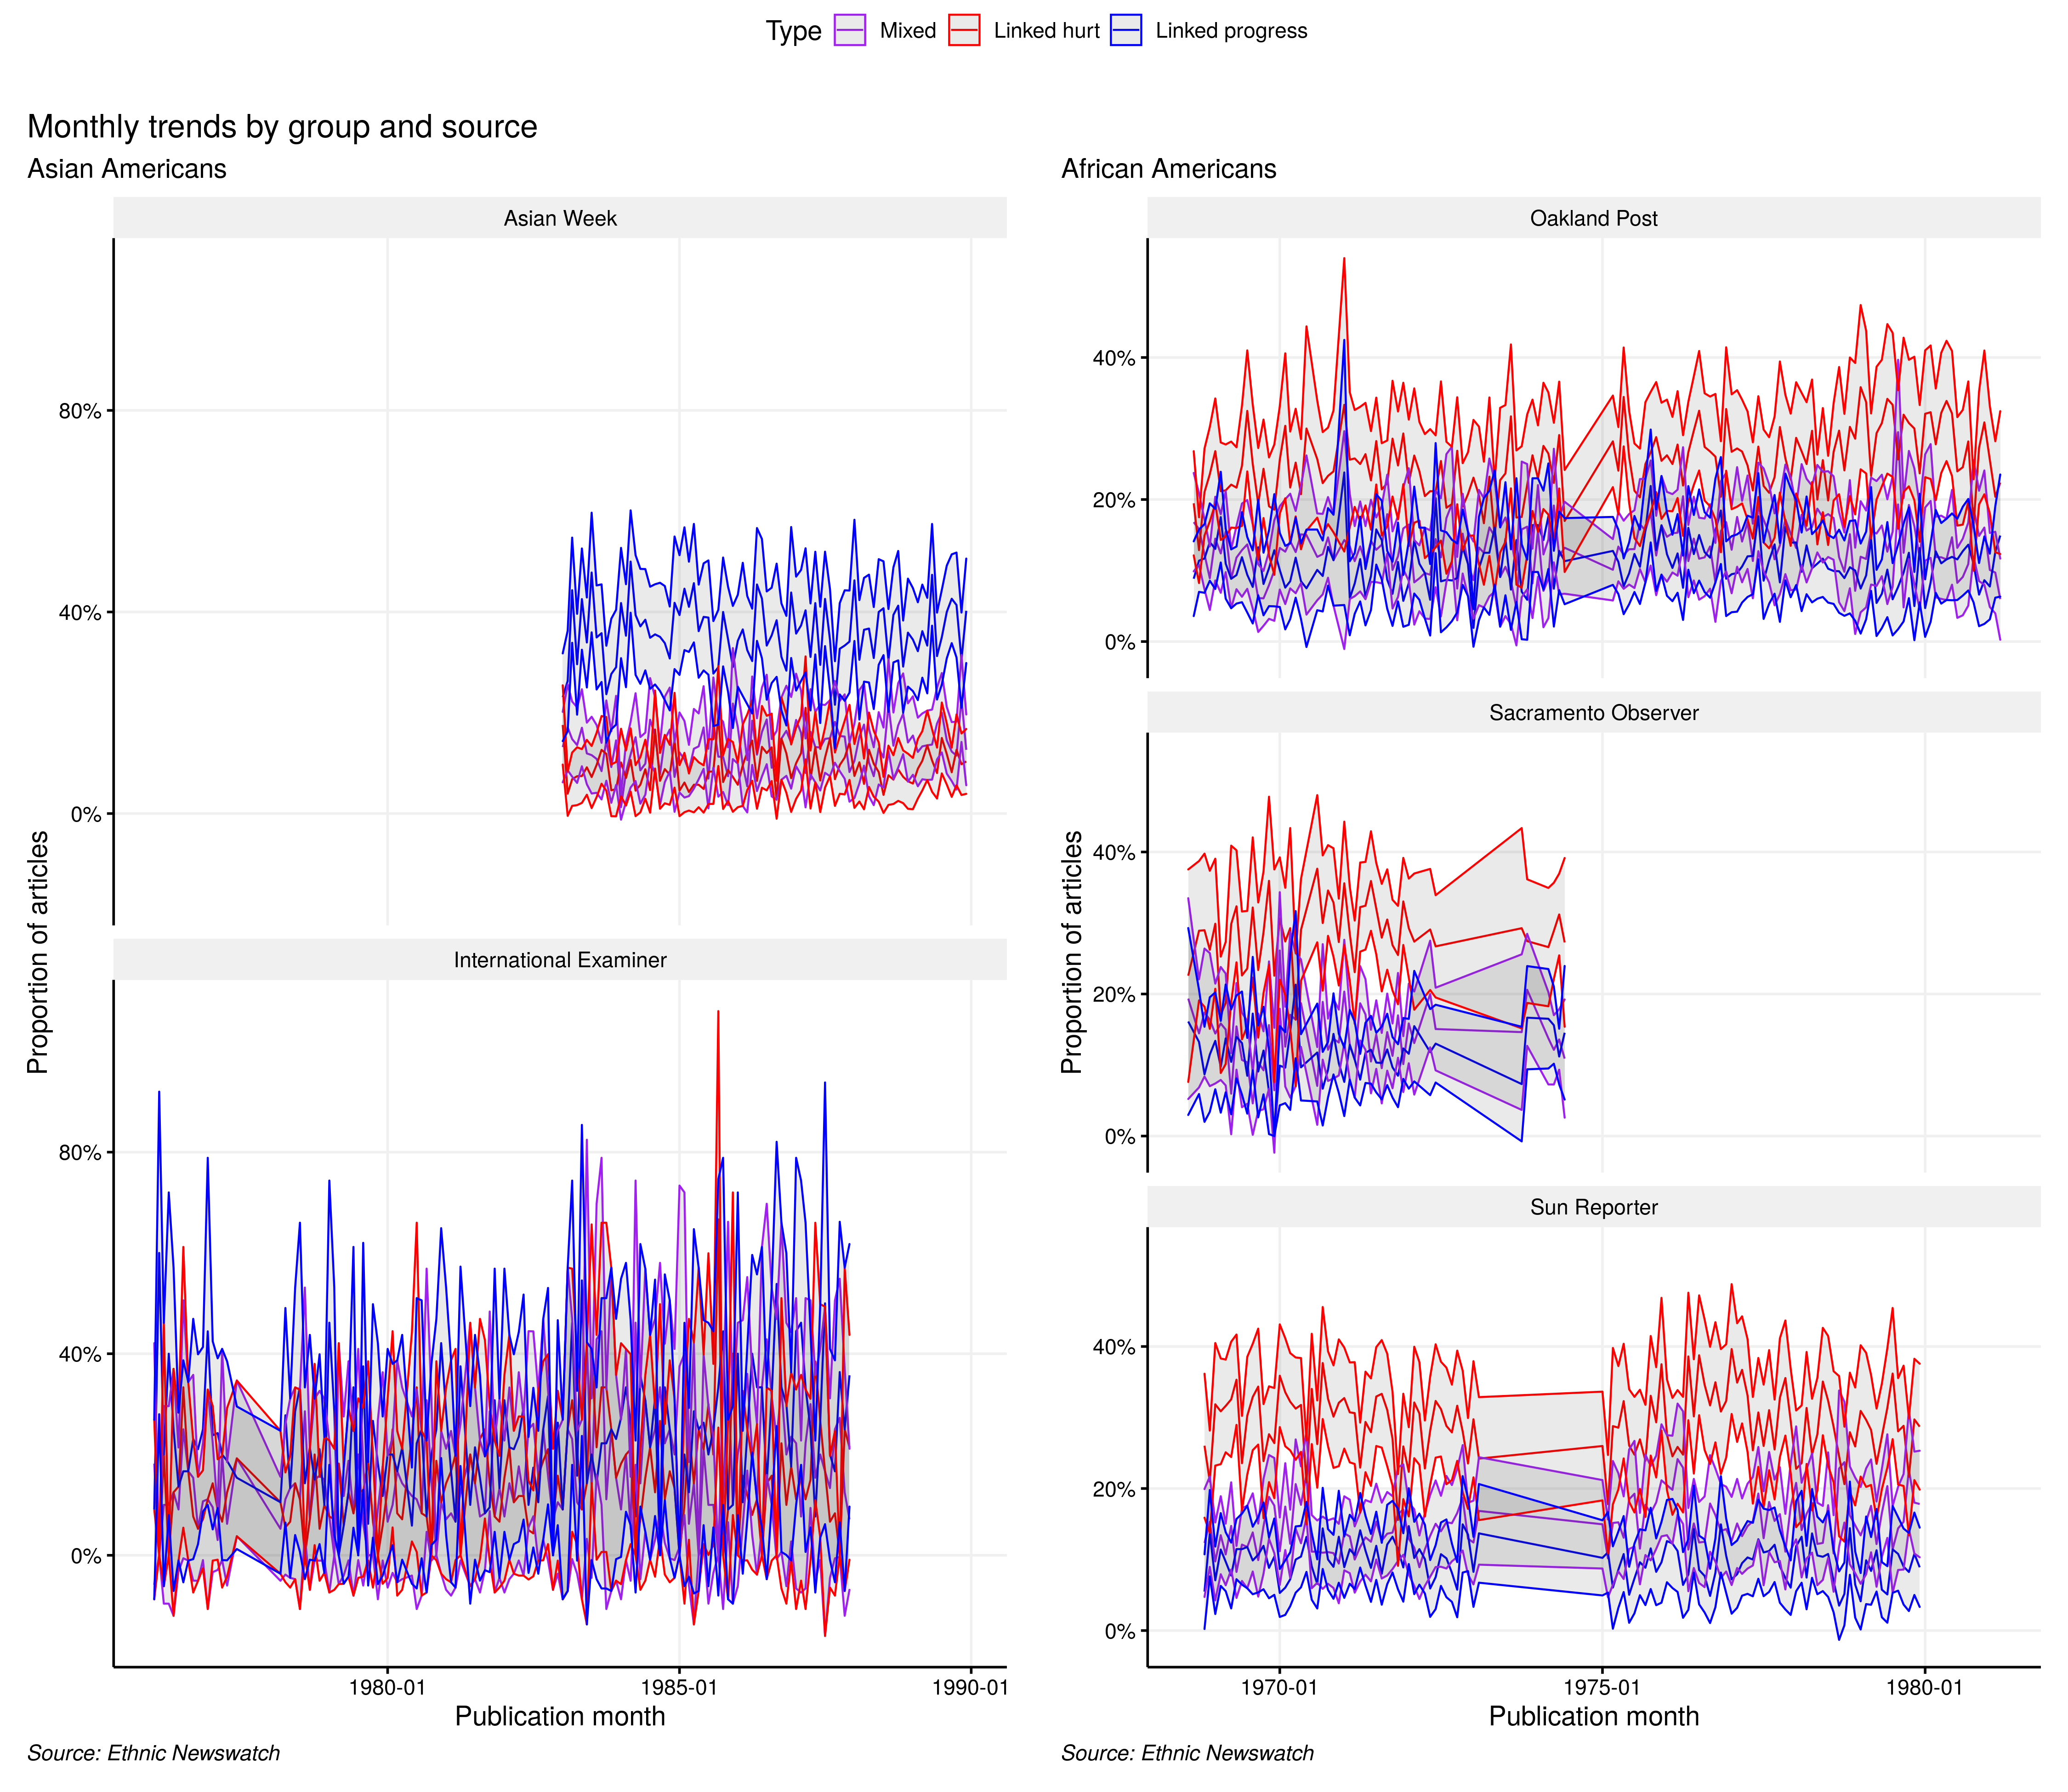 Type Mixed Linked hurt Linked progress
Monthly trends by group and source
Asian Americans
Asian Week
80%
40%
0%
International Examiner
80%
40%
0%
Proportion of articles
1980-01 1985-01 1990-01
Publication month
Source: Ethnic Newswatch
African Americans
Oakland Post
40%
20%
0%
Sacramento Observer
40%
20%
0%
Sun Reporter
40%
20%
0%
Proportion of articles
1970-01 1975-01 1980-01
Publication month
Source: Ethnic Newswatch